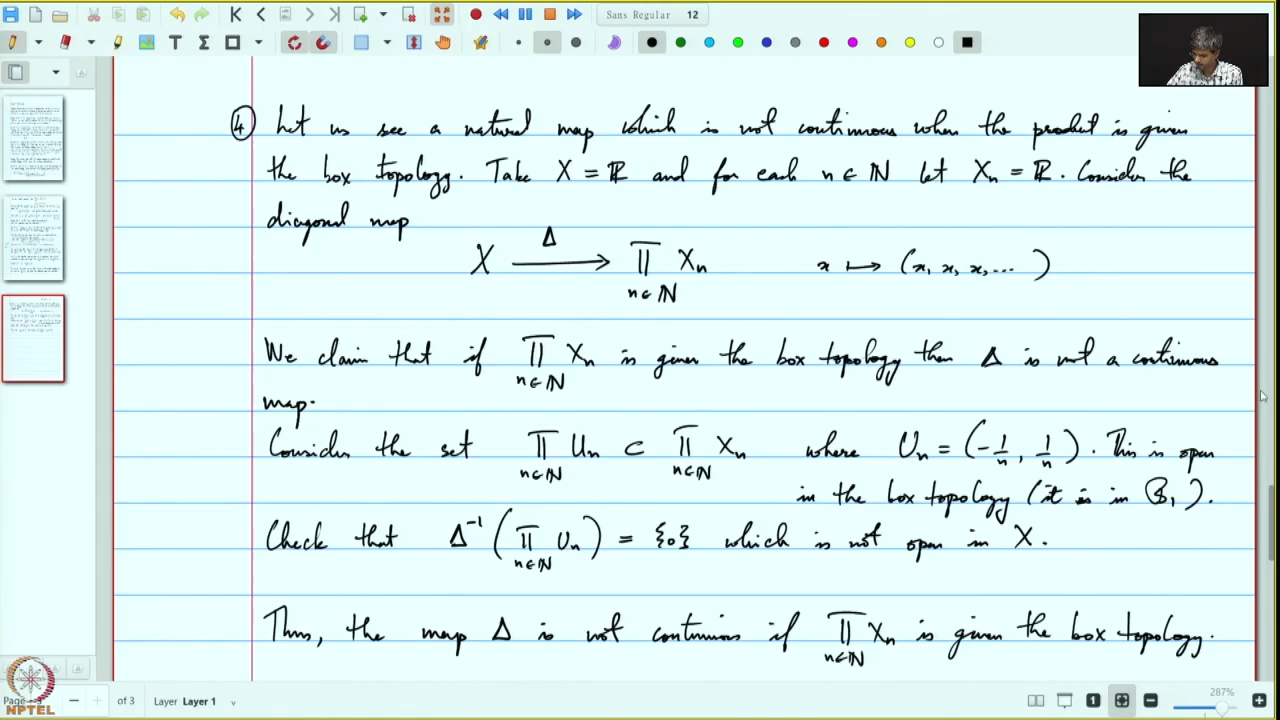 Sans Regular 12
④ Let us see a natural map which is not continuous when the product is given
the box topology. Take X = ℝ and for each n ∈ ℕ let Xₙ = ℝ. Consider the
diagonal map
X —Δ→ ∏_{n∈ℕ} Xₙ x ↦ (x, x, x, ...)
We claim that if ∏_{n∈ℕ} Xₙ is given the box topology then Δ is not a continuous
map.
Consider the set ∏_{n∈ℕ} Uₙ ⊂ ∏_{n∈ℕ} Xₙ where Uₙ = (-1/n, 1/n). This is open
in the box topology (it is in ℬ₁).
Check that Δ⁻¹(∏_{n∈ℕ} Uₙ) = {0} which is not open in X.
Thus, the map Δ is not continuous if ∏_{n∈ℕ} Xₙ is given the box topology.
NPTEL
Page 3 of 3 Layer Layer 1 287%